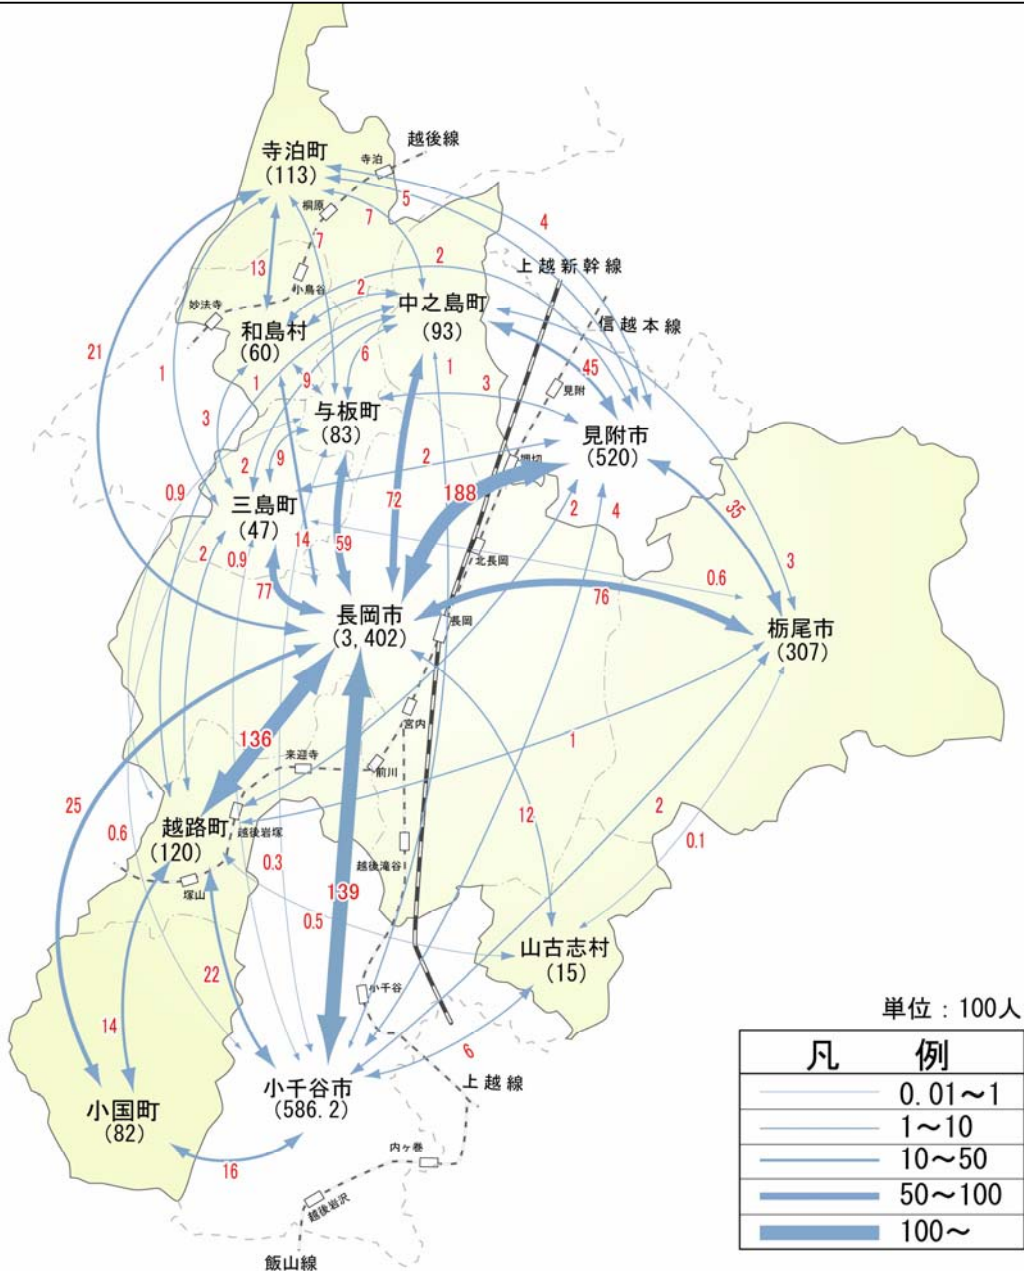 越後線
寺泊町
(113)
寺泊
5
桐原
7
4
7
2
13
上越新幹線
小島谷
2
妙法寺
中之島町
(93)
信越本線
和島村
(60)
21
6
1
45
1
1
9
3
見附
与板町
(83)
3
見附市
(520)
9
2
2
押切
0.9
三島町
(47)
72
188
2
4
35
14
59
2
0.9
北長岡
3
77
0.6
76
長岡市
(3,402)
長岡
栃尾市
(307)
宮内
136
1
来迎寺
前川
25
2
12
越路町
(120)
0.6
越後岩塚
0.1
0.3
越後滝谷
塚山
139
0.5
山古志村
(15)
22
小千谷
単位：100人
14
6
凡 例
小千谷市
(586.2)
上越線
0.01～1
小国町
(82)
1～10
内ヶ巻
10～50
16
50～100
越後岩沢
100～
飯山線